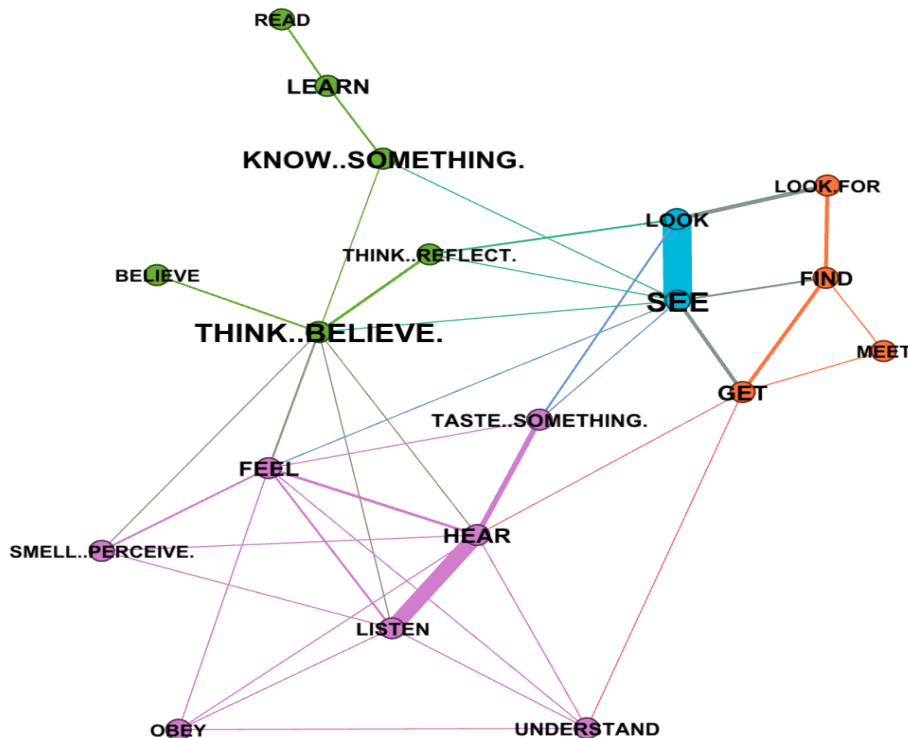 READ
LEARN
KNOW..SOMETHING.
LOOK.FOR
LOOK
THINK..REFLECT.
BELIEVE
FIND
SEE
THINK..BELIEVE.
MEET
GET
TASTE..SOMETHING.
FEEL
HEAR
SMELL..PERCEIVE.
LISTEN
OBEY
UNDERSTAND